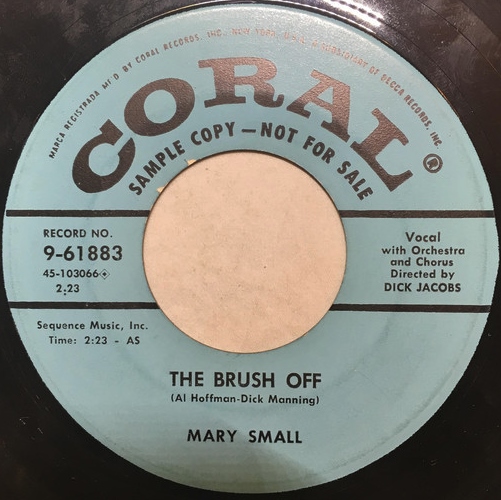 MARCA REGISTRADA MF'D BY CORAL RECORDS, INC., NEW YORK, U.S.A. A SUBSIDIARY OF DECCA RECORDS, INC.
CORAL ®
SAMPLE COPY — NOT FOR SALE
RECORD NO.
9-61883
45-103066
2:23
Vocal
with Orchestra
and Chorus
Directed by
DICK JACOBS
Sequence Music, Inc.
Time: 2:23 - AS
THE BRUSH OFF
(Al Hoffman-Dick Manning)
MARY SMALL